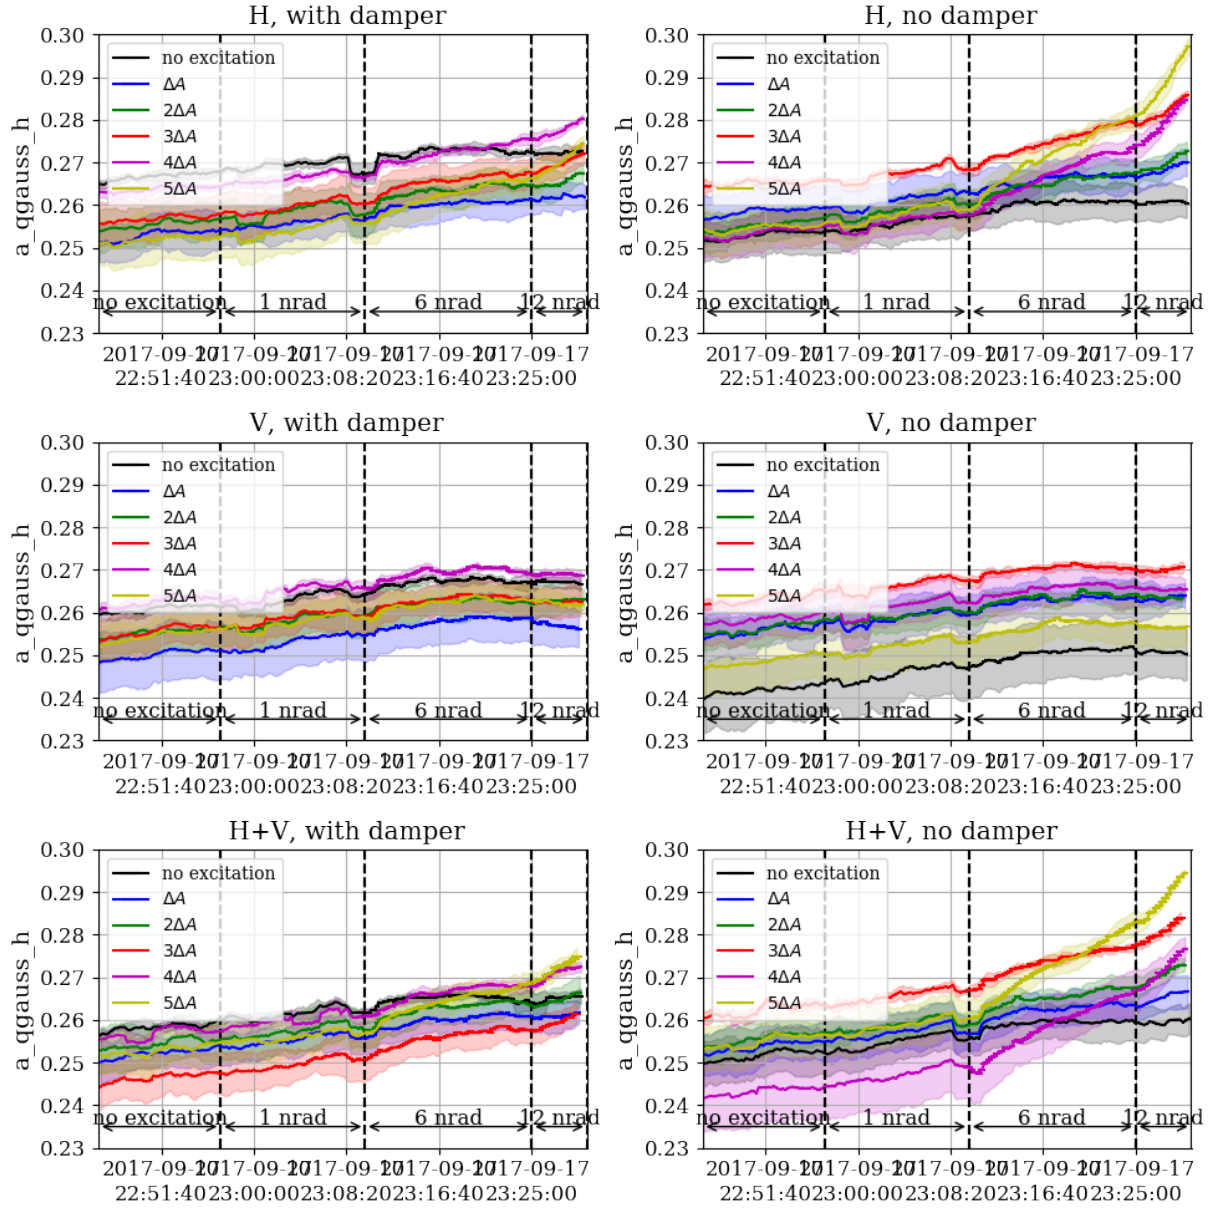 H, with damper
0.30
0.29
0.28
0.27
0.26
0.25
0.24
0.23
a_qgauss_h
no excitation
ΔA
2ΔA
3ΔA
4ΔA
5ΔA
no excitation 1 nrad 6 nrad 12 nrad
2017-09-17
22:51:40 23:00:00 23:08:20 23:16:40 23:25:00
H, no damper
0.30
0.29
0.28
0.27
0.26
0.25
0.24
0.23
a_qgauss_h
no excitation
ΔA
2ΔA
3ΔA
4ΔA
5ΔA
no excitation 1 nrad 6 nrad 12 nrad
2017-09-17
22:51:40 23:00:00 23:08:20 23:16:40 23:25:00
V, with damper
0.30
0.29
0.28
0.27
0.26
0.25
0.24
0.23
a_qgauss_h
no excitation
ΔA
2ΔA
3ΔA
4ΔA
5ΔA
no excitation 1 nrad 6 nrad 12 nrad
2017-09-17
22:51:40 23:00:00 23:08:20 23:16:40 23:25:00
V, no damper
0.30
0.29
0.28
0.27
0.26
0.25
0.24
0.23
a_qgauss_h
no excitation
ΔA
2ΔA
3ΔA
4ΔA
5ΔA
no excitation 1 nrad 6 nrad 12 nrad
2017-09-17
22:51:40 23:00:00 23:08:20 23:16:40 23:25:00
H+V, with damper
0.30
0.29
0.28
0.27
0.26
0.25
0.24
0.23
a_qgauss_h
no excitation
ΔA
2ΔA
3ΔA
4ΔA
5ΔA
no excitation 1 nrad 6 nrad 12 nrad
2017-09-17
22:51:40 23:00:00 23:08:20 23:16:40 23:25:00
H+V, no damper
0.30
0.29
0.28
0.27
0.26
0.25
0.24
0.23
a_qgauss_h
no excitation
ΔA
2ΔA
3ΔA
4ΔA
5ΔA
no excitation 1 nrad 6 nrad 12 nrad
2017-09-17
22:51:40 23:00:00 23:08:20 23:16:40 23:25:00